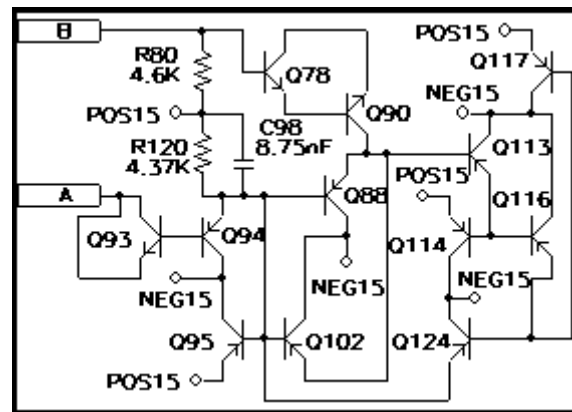 B
POS15
R80
4.6K
Q78
Q117
NEG15
POS15
C98
8.75nF
Q90
R120
4.37K
Q113
POS15
A
Q88
Q116
Q93
Q94
Q114
NEG15
NEG15
NEG15
Q95
Q102
Q124
POS15